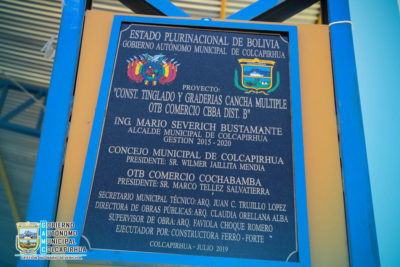 ESTADO PLURINACIONAL DE BOLIVIA
GOBIERNO AUTÓNOMO MUNICIPAL DE COLCAPIRHUA
PROYECTO:
"CONST. TINGLADO Y GRADERIAS CANCHA MULTIPLE
OTB COMERCIO CBBA DIST. B"
ING. MARIO SEVERICH BUSTAMANTE
ALCALDE MUNICIPAL DE COLCAPIRHUA
GESTION 2015 - 2020
CONCEJO MUNICIPAL DE COLCAPIRHUA
PRESIDENTE: SR. WILMER JAILLITA MENDIA
OTB COMERCIO COCHABAMBA
PRESIDENTE: SR. MARCO TELLEZ SALVATIERRA
SECRETARIO MUNICIPAL TÉCNICO: ARQ. JUAN C. TRUJILLO LOPEZ
DIRECTORA DE OBRAS PÚBLICAS: ARQ. CLAUDIA ORELLANA ALBA
SUPERVISOR DE OBRA: ARQ. FAVIOLA CHOQUE ROMERO
EJECUTADO POR: CONSTRUCTORA FERRO - FORTE
COLCAPIRHUA - JULIO 2019
GOBIERNO
AUTÓNOMO
MUNICIPAL
COLCAPIRHUA